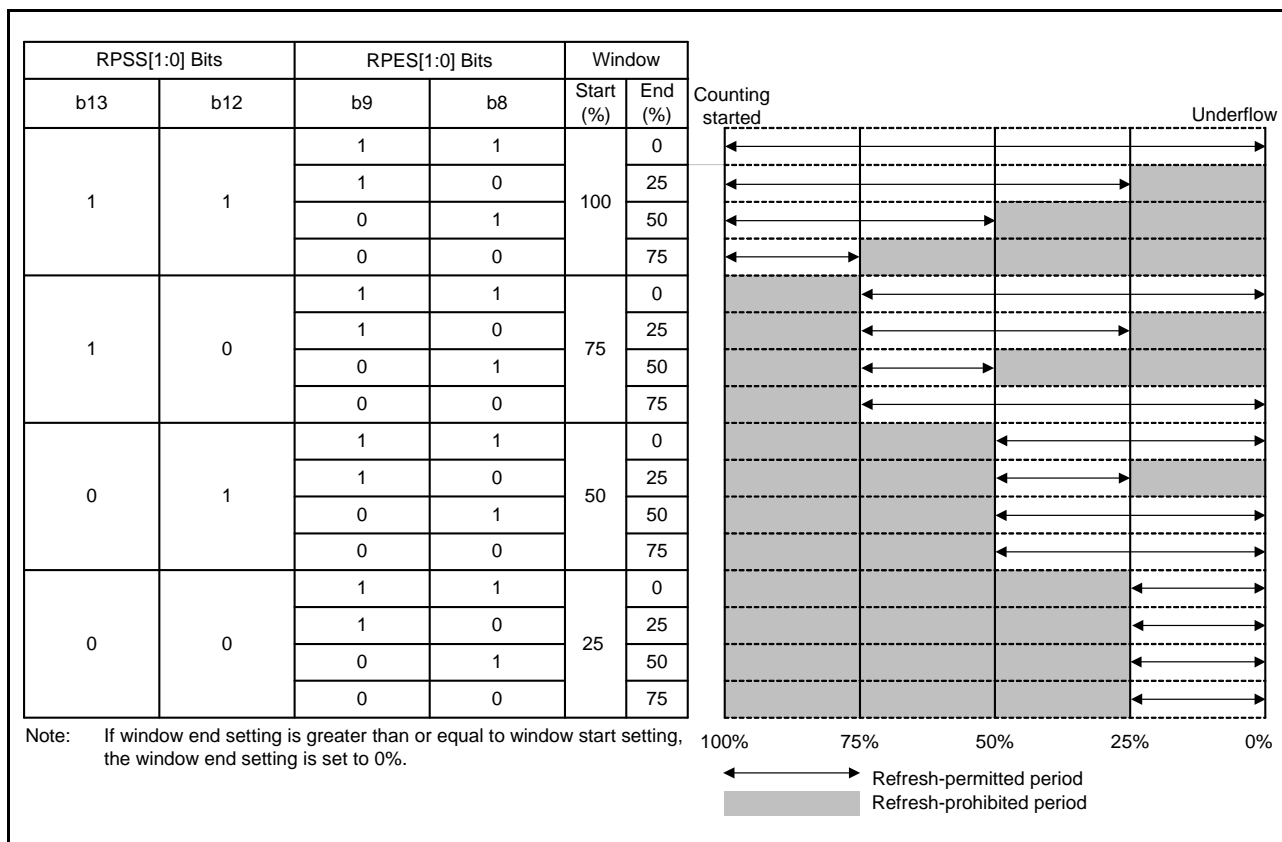 RPSS[1:0] Bits RPES[1:0] Bits Window
b13 b12 b9 b8 Start (%) End (%)
Counting started Underflow
1 1 1 1 100 0
1 0 25
0 1 50
0 0 75
1 0 1 1 75 0
1 0 25
0 1 50
0 0 75
0 1 1 1 50 0
1 0 25
0 1 50
0 0 75
0 0 1 1 25 0
1 0 25
0 1 50
0 0 75
100% 75% 50% 25% 0%
Note: If window end setting is greater than or equal to window start setting,
the window end setting is set to 0%.
Refresh-permitted period
Refresh-prohibited period